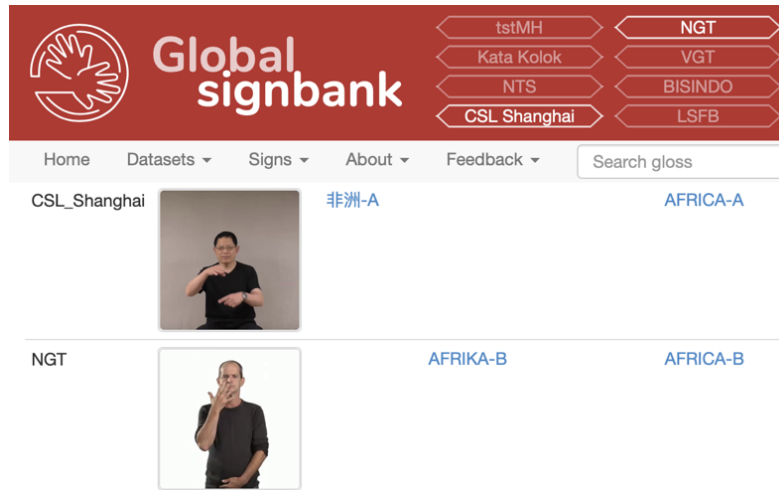 Global
signbank
tstMH NGT
Kata Kolok VGT
NTS BISINDO
CSL Shanghai LSFB
Home Datasets Signs About Feedback Search gloss
CSL_Shanghai 非洲-A AFRICA-A
NGT AFRIKA-B AFRICA-B